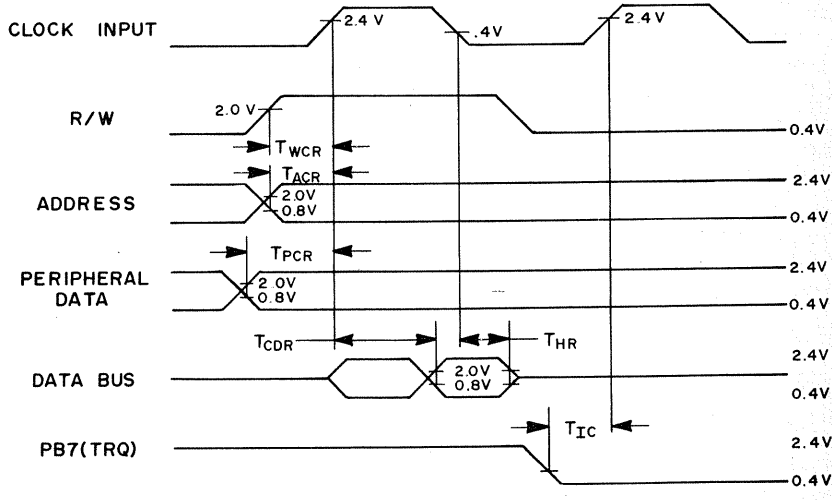 CLOCK INPUT
2.4 V
.4V
2.4 V
R/W
2.0 V
0.4V
TWCR
TACR
2.4V
ADDRESS
2.0V
0.8V
0.4V
TPCR
2.4V
PERIPHERAL
DATA
2.0V
0.8V
0.4V
TCDR
THR
2.4V
DATA BUS
2.0V
0.8V
0.4V
TIC
2.4V
PB7(TRQ)
0.4V